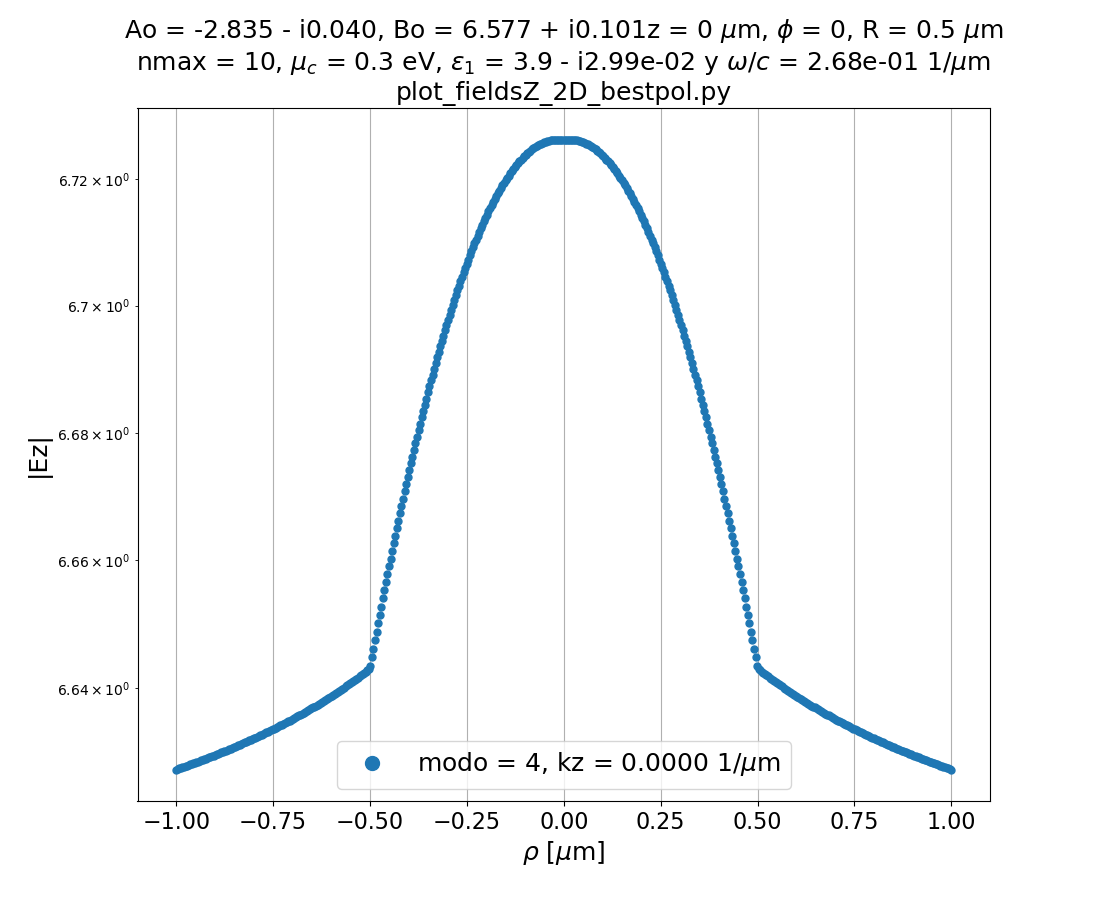 Ao = -2.835 - i0.040, Bo = 6.577 + i0.101z = 0 μm, ϕ = 0, R = 0.5 μm
nmax = 10, μc = 0.3 eV, ε1 = 3.9 - i2.99e-02 y ω/c = 2.68e-01 1/μm
plot_fieldsZ_2D_bestpol.py
6.72 × 10⁰
6.7 × 10⁰
6.68 × 10⁰
6.66 × 10⁰
6.64 × 10⁰
|Ez|
modo = 4, kz = 0.0000 1/μm
−1.00 −0.75 −0.50 −0.25 0.00 0.25 0.50 0.75 1.00
ρ [μm]